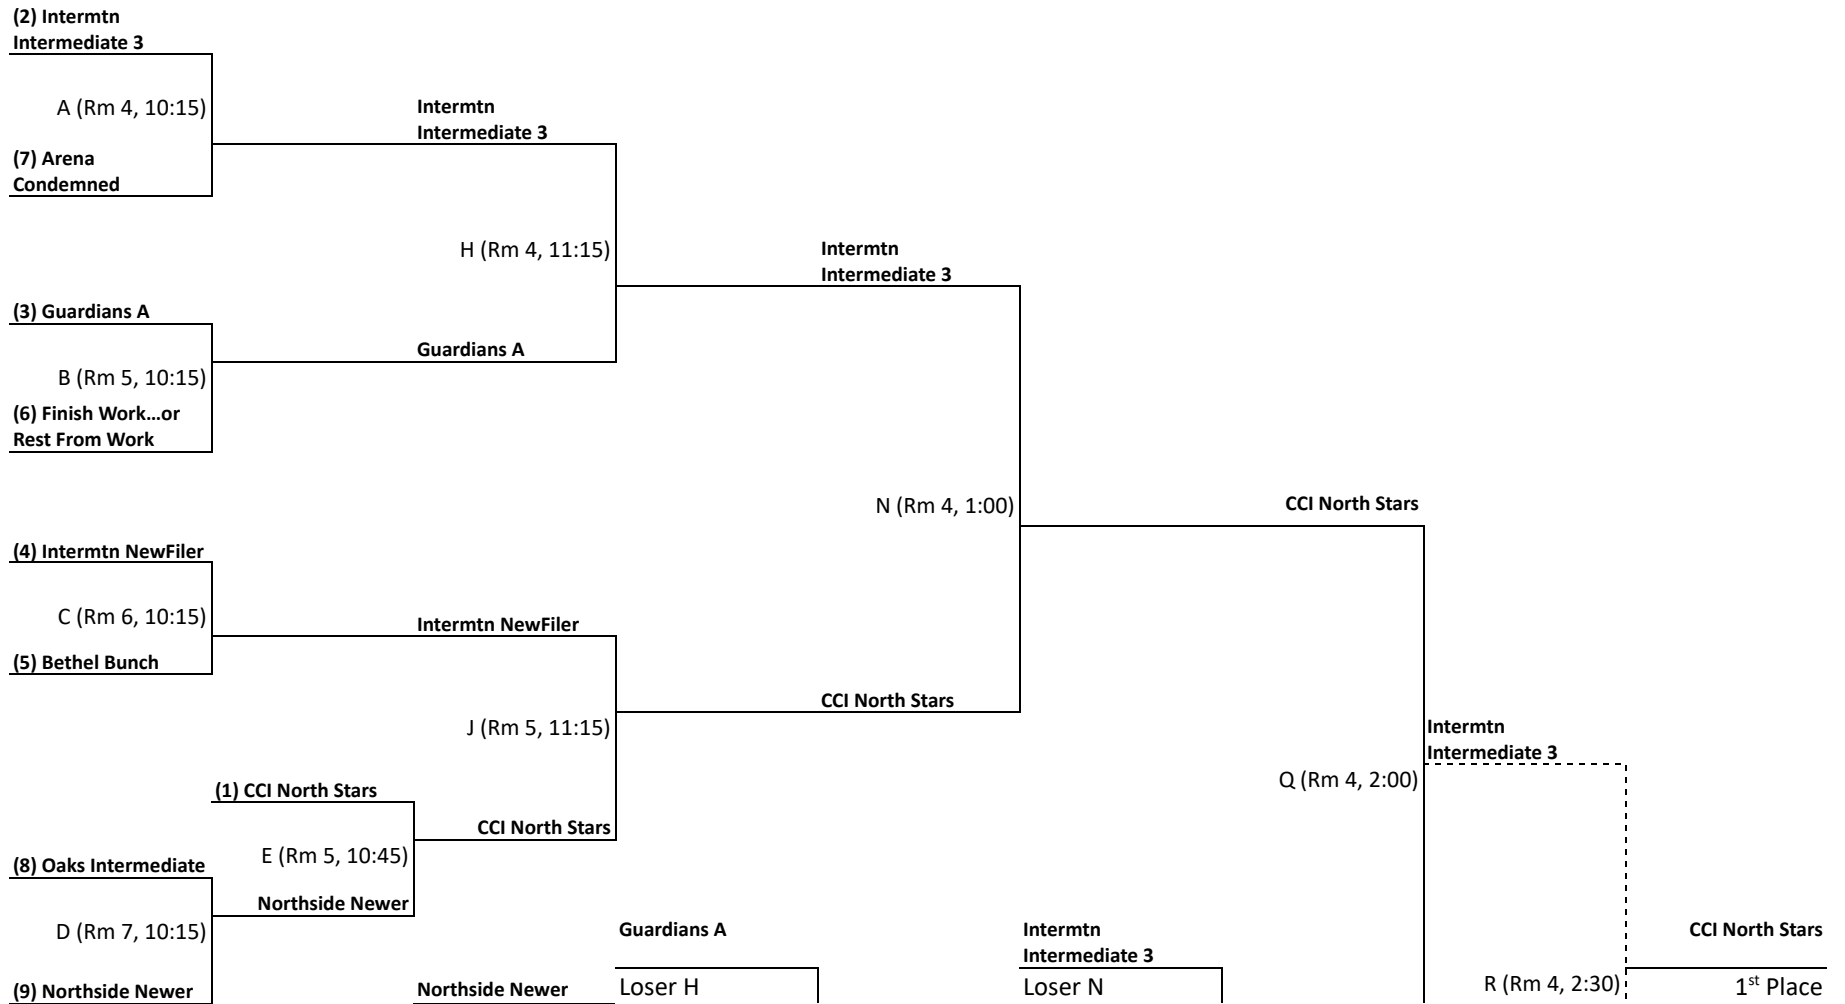 (2) Intermtn
Intermediate 3
A (Rm 4, 10:15)
Intermtn
Intermediate 3
(7) Arena
Condemned
H (Rm 4, 11:15)
Intermtn
Intermediate 3
(3) Guardians A
Guardians A
B (Rm 5, 10:15)
(6) Finish Work...or
Rest From Work
N (Rm 4, 1:00)
CCI North Stars
(4) Intermtn NewFiler
C (Rm 6, 10:15)
Intermtn NewFiler
(5) Bethel Bunch
CCI North Stars
J (Rm 5, 11:15)
Intermtn
Intermediate 3
Q (Rm 4, 2:00)
(1) CCI North Stars
CCI North Stars
E (Rm 5, 10:45)
(8) Oaks Intermediate
Northside Newer
D (Rm 7, 10:15)
Guardians A
Intermtn
Intermediate 3
CCI North Stars
(9) Northside Newer
Northside Newer
Loser H
Loser N
R (Rm 4, 2:30)
1st Place